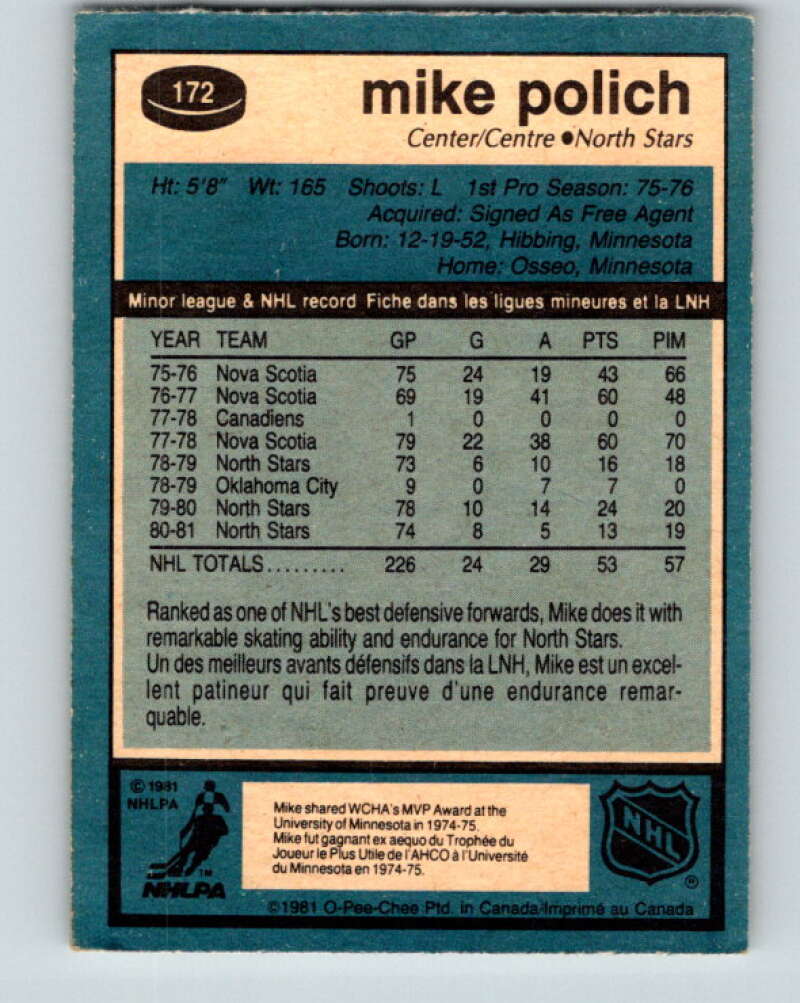 172
mike polich
Center/Centre ● North Stars
Ht: 5'8" Wt: 165 Shoots: L 1st Pro Season: 75-76
Acquired: Signed As Free Agent
Born: 12-19-52, Hibbing, Minnesota
Home: Osseo, Minnesota
Minor league & NHL record Fiche dans les ligues mineures et la LNH
YEAR TEAM GP G A PTS PIM
75-76 Nova Scotia 75 24 19 43 66
76-77 Nova Scotia 69 19 41 60 48
77-78 Canadiens 1 0 0 0 0
77-78 Nova Scotia 79 22 38 60 70
78-79 North Stars 73 6 10 16 18
78-79 Oklahoma City 9 0 7 7 0
79-80 North Stars 78 10 14 24 20
80-81 North Stars 74 8 5 13 19
NHL TOTALS......... 226 24 29 53 57
Ranked as one of NHL's best defensive forwards, Mike does it with
remarkable skating ability and endurance for North Stars.
Un des meilleurs avants défensifs dans la LNH, Mike est un excel-
lent patineur qui fait preuve d'une endurance remar-
quable.
© 1981
NHLPA
TM
NHLPA
Mike shared WCHA's MVP Award at the
University of Minnesota in 1974-75.
Mike fut gagnant ex aequo du Trophée du
Joueur le Plus Utile de l'AHCO à l'Université
du Minnesota en 1974-75.
NHL
®
©1981 O-Pee-Chee Ptd. in Canada/Imprimé au Canada